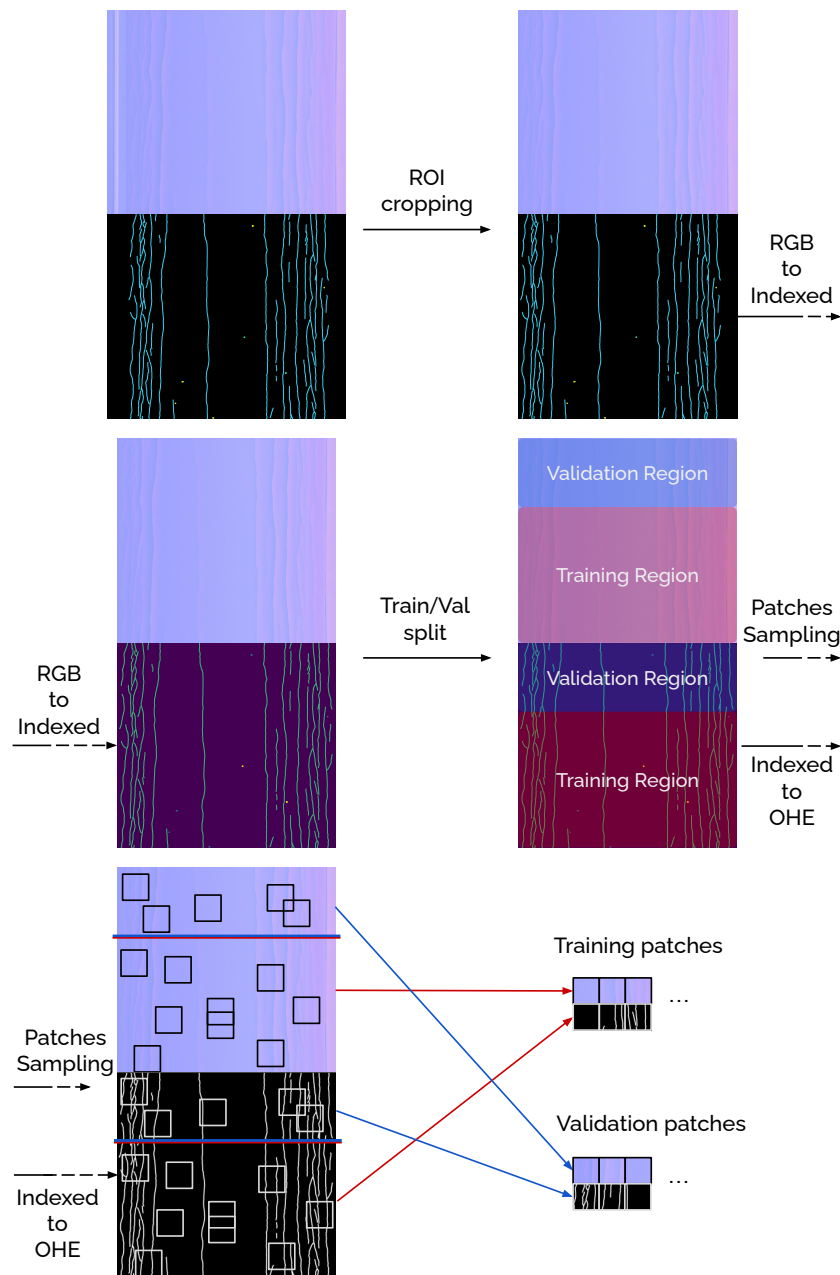 ROI
cropping
RGB
to
Indexed
Validation Region
Training Region
Train/Val
split
Patches
Sampling
Validation Region
RGB
to
Indexed
Training Region
Indexed
to
OHE
Training patches
...
Patches
Sampling
Validation patches
...
Indexed
to
OHE